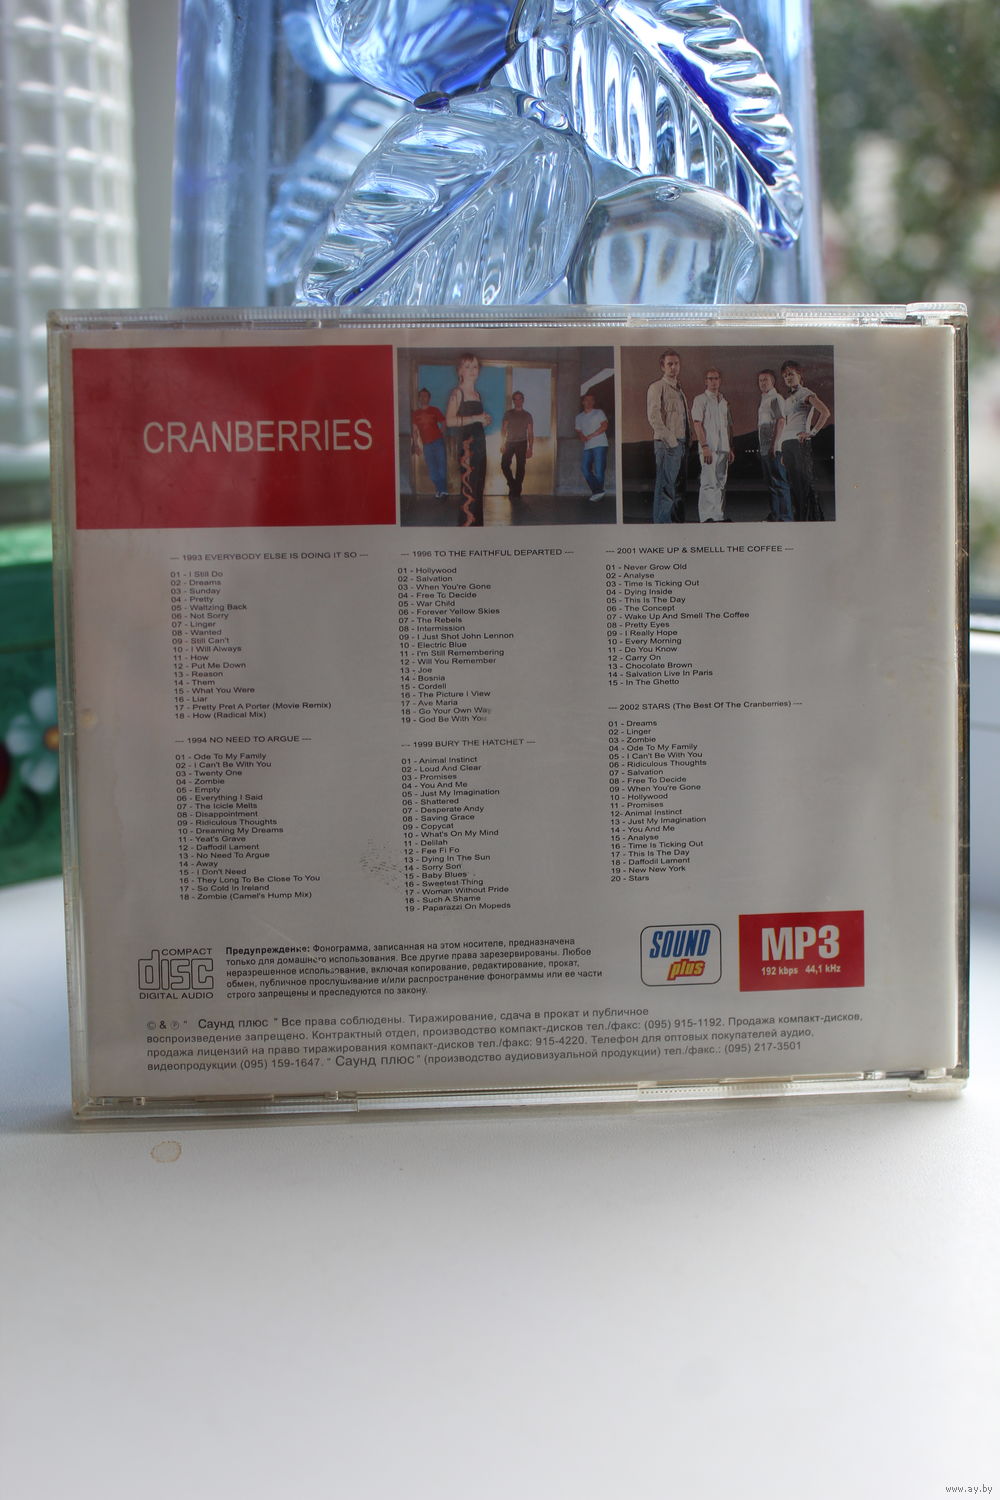 CRANBERRIES
--- 1993 EVERYBODY ELSE IS DOING IT SO ---
01 - I Still Do
02 - Dreams
03 - Sunday
04 - Pretty
05 - Waltzing Back
06 - Not Sorry
07 - Linger
08 - Wanted
09 - Still Can't
10 - I Will Always
11 - How
12 - Put Me Down
13 - Reason
14 - Them
15 - What You Were
16 - Liar
17 - Pretty Pret A Porter (Movie Remix)
18 - How (Radical Mix)
--- 1994 NO NEED TO ARGUE ---
01 - Ode To My Family
02 - I Can't Be With You
03 - Twenty One
04 - Zombie
05 - Empty
06 - Everything I Said
07 - The Icicle Melts
08 - Disappointment
09 - Ridiculous Thoughts
10 - Dreaming My Dreams
11 - Yeat's Grave
12 - Daffodil Lament
13 - No Need To Argue
14 - Away
15 - I Don't Need
16 - They Long To Be Close To You
17 - So Cold In Ireland
18 - Zombie (Camel's Hump Mix)
--- 1996 TO THE FAITHFUL DEPARTED ---
01 - Hollywood
02 - Salvation
03 - When You're Gone
04 - Free To Decide
05 - War Child
06 - Forever Yellow Skies
07 - The Rebels
08 - Intermission
09 - I Just Shot John Lennon
10 - Electric Blue
11 - I'm Still Remembering
12 - Will You Remember
13 - Joe
14 - Bosnia
15 - Cordell
16 - The Picture I View
17 - Ave Maria
18 - Go Your Own Way
19 - God Be With You
--- 1999 BURY THE HATCHET ---
01 - Animal Instinct
02 - Loud And Clear
03 - Promises
04 - You And Me
05 - Just My Imagination
06 - Shattered
07 - Desperate Andy
08 - Saving Grace
09 - Copycat
10 - What's On My Mind
11 - Delilah
12 - Fee Fi Fo
13 - Dying In The Sun
14 - Sorry Son
15 - Baby Blues
16 - Sweetest Thing
17 - Woman Without Pride
18 - Such A Shame
19 - Paparazzi On Mopeds
--- 2001 WAKE UP & SMELLL THE COFFEE ---
01 - Never Grow Old
02 - Analyse
03 - Time Is Ticking Out
04 - Dying Inside
05 - This Is The Day
06 - The Concept
07 - Wake Up And Smell The Coffee
08 - Pretty Eyes
09 - I Really Hope
10 - Every Morning
11 - Do You Know
12 - Carry On
13 - Chocolate Brown
14 - Salvation Live In Paris
15 - In The Ghetto
--- 2002 STARS (The Best Of The Cranberries) ---
01 - Dreams
02 - Linger
03 - Zombie
04 - Ode To My Family
05 - I Can't Be With You
06 - Ridiculous Thoughts
07 - Salvation
08 - Free To Decide
09 - When You're Gone
10 - Hollywood
11 - Promises
12- Animal Instinct
13 - Just My Imagination
14 - You And Me
15 - Analyse
16 - Time Is Ticking Out
17 - This Is The Day
18 - Daffodil Lament
19 - New New York
20 - Stars
COMPACT
disc
DIGITAL AUDIO
Предупреждение: Фонограмма, записанная на этом носителе, предназначена
только для домашнего использования. Все другие права зарезервированы. Любое
неразрешенное использование, включая копирование, редактирование, прокат,
обмен, публичное прослушивание и/или распространение фонограммы или ее части
строго запрещены и преследуются по закону.
SOUND
plus
MP3
192 kbps 44,1 kHz
© & ℗ " Саунд плюс " Все права соблюдены. Тиражирование, сдача в прокат и публичное
воспроизведение запрещено. Контрактный отдел, производство компакт-дисков тел./факс: (095) 915-1192. Продажа компакт-дисков,
продажа лицензий на право тиражирования компакт-дисков тел./факс: 915-4220. Телефон для оптовых покупателей аудио,
видеопродукции (095) 159-1647. " Саунд плюс " (производство аудиовизуальной продукции) тел./факс.: (095) 217-3501
www.ay.by